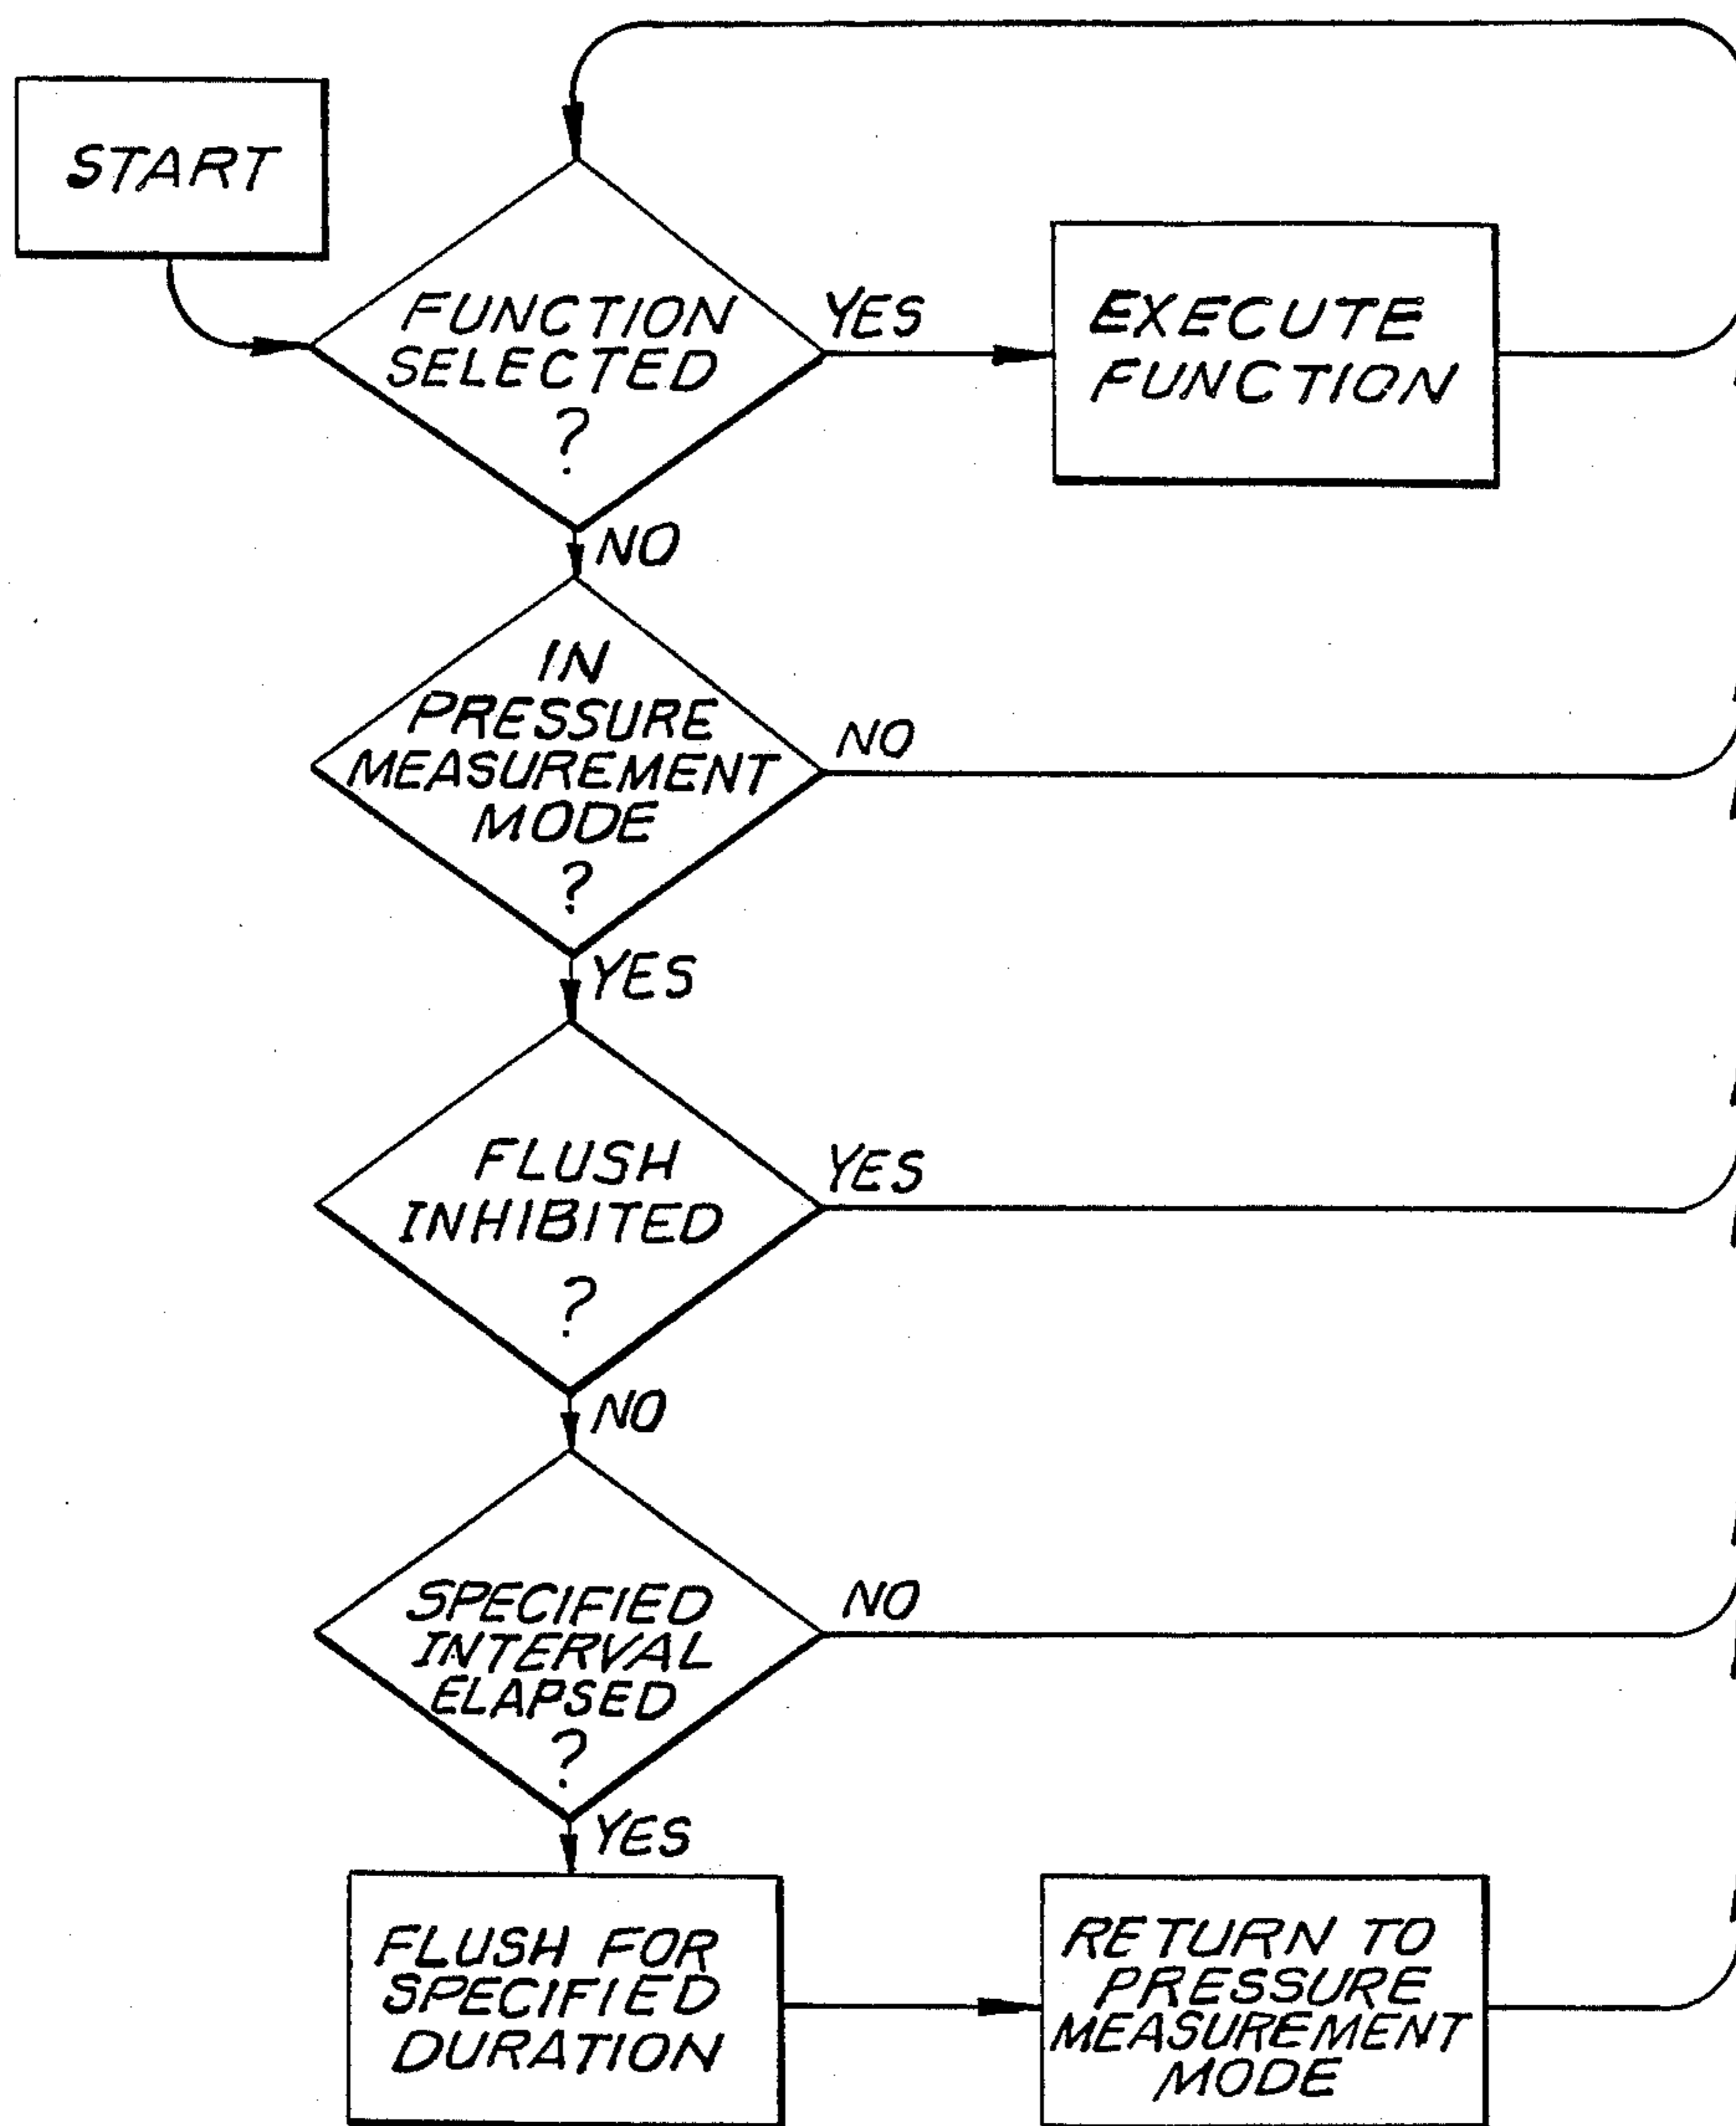 START
FUNCTION
SELECTED
?
YES
EXECUTE
FUNCTION
NO
IN
PRESSURE
MEASUREMENT
MODE
?
NO
YES
FLUSH
INHIBITED
?
YES
NO
SPECIFIED
INTERVAL
ELAPSED
?
NO
YES
FLUSH FOR
SPECIFIED
DURATION
RETURN TO
PRESSURE
MEASUREMENT
MODE